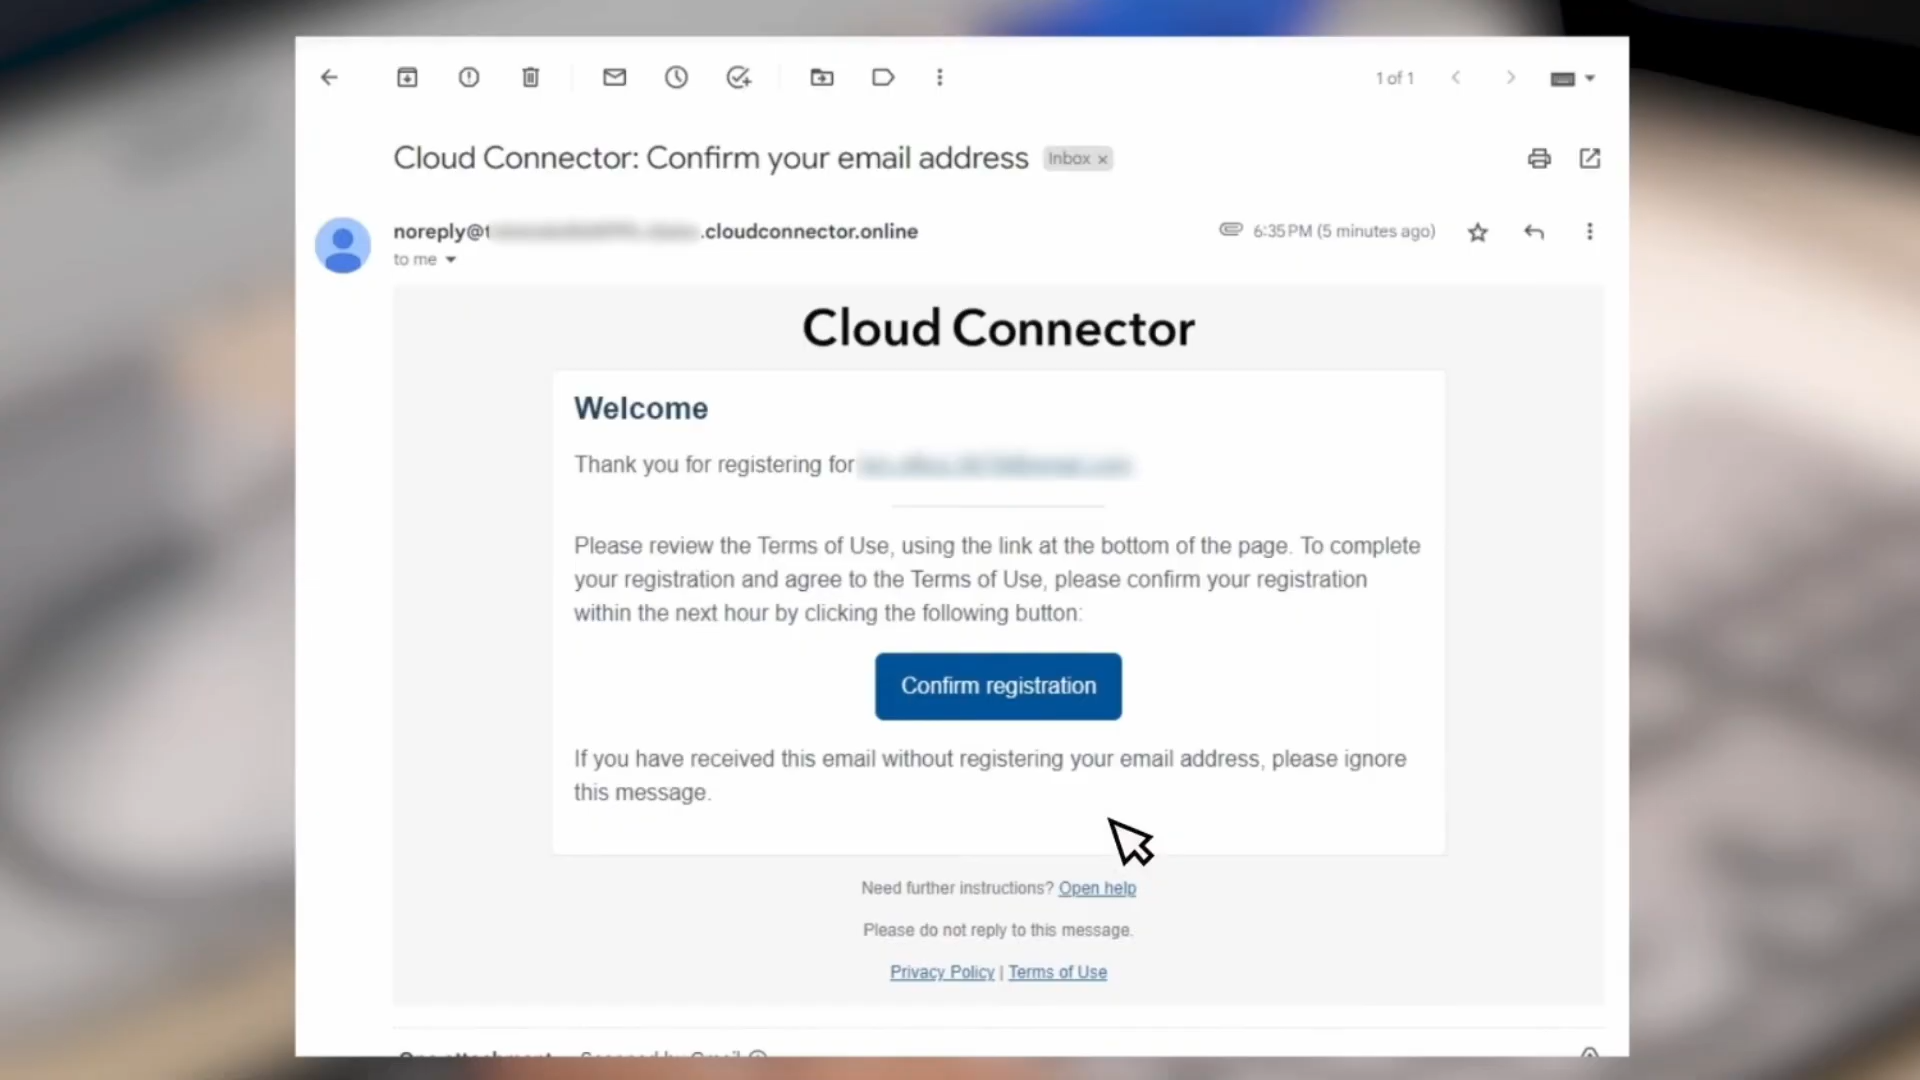 1 of 1
Cloud Connector: Confirm your email address
Inbox ×
noreply@t .cloudconnector.online
6:35 PM (5 minutes ago)
to me
Cloud Connector
Welcome
Thank you for registering for
Please review the Terms of Use, using the link at the bottom of the page. To complete
your registration and agree to the Terms of Use, please confirm your registration
within the next hour by clicking the following button:
Confirm registration
If you have received this email without registering your email address, please ignore
this message.
Need further instructions? Open help
Please do not reply to this message.
Privacy Policy | Terms of Use
One attachment • Scanned by Gmail